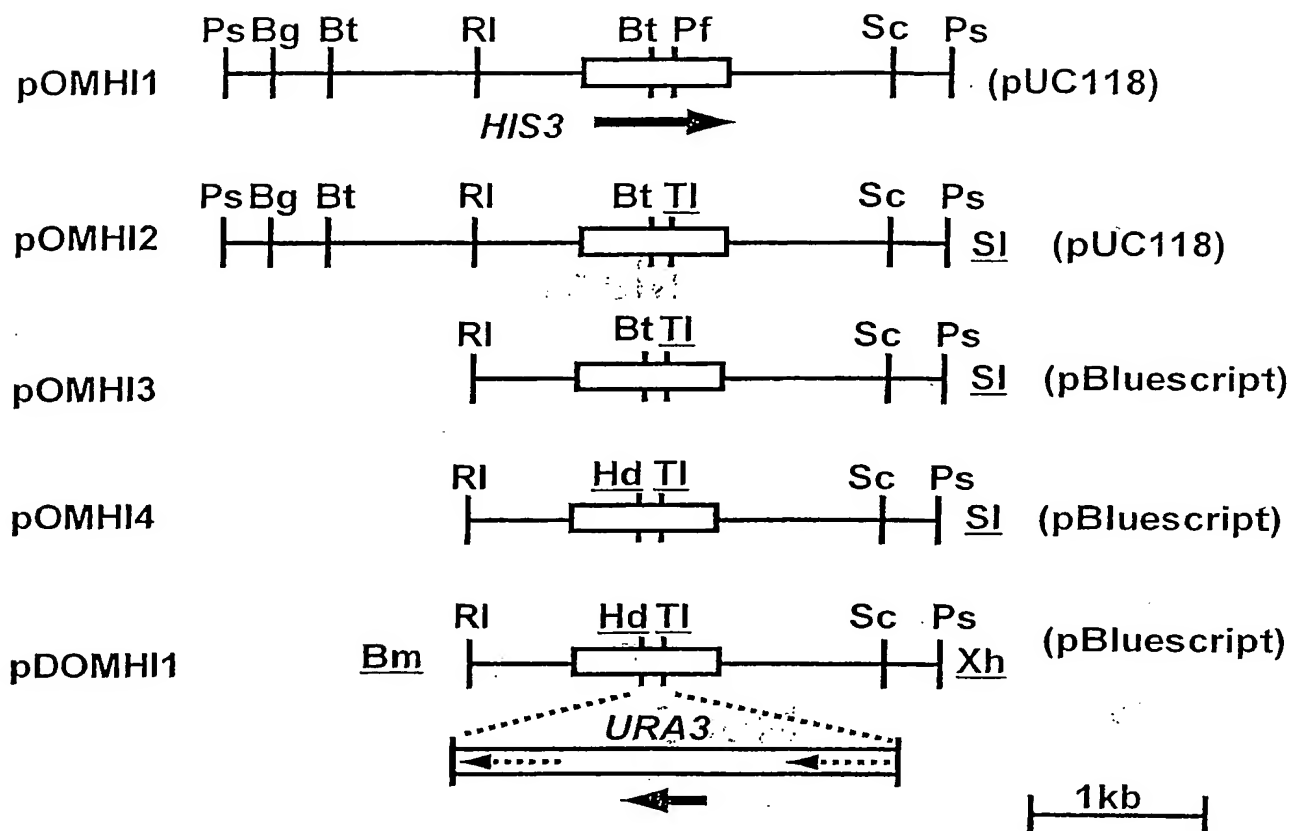 Ps Bg Bt RI Bt Pf Sc Ps
pOMHI1 (pUC118)
HIS3
Ps Bg Bt RI Bt TI Sc Ps
pOMHI2 SI (pUC118)
RI Bt TI Sc Ps
pOMHI3 SI (pBluescript)
RI Hd TI Sc Ps
pOMHI4 SI (pBluescript)
RI Hd TI Sc Ps
pDOMHI1 Bm Xh (pBluescript)
URA3
1kb